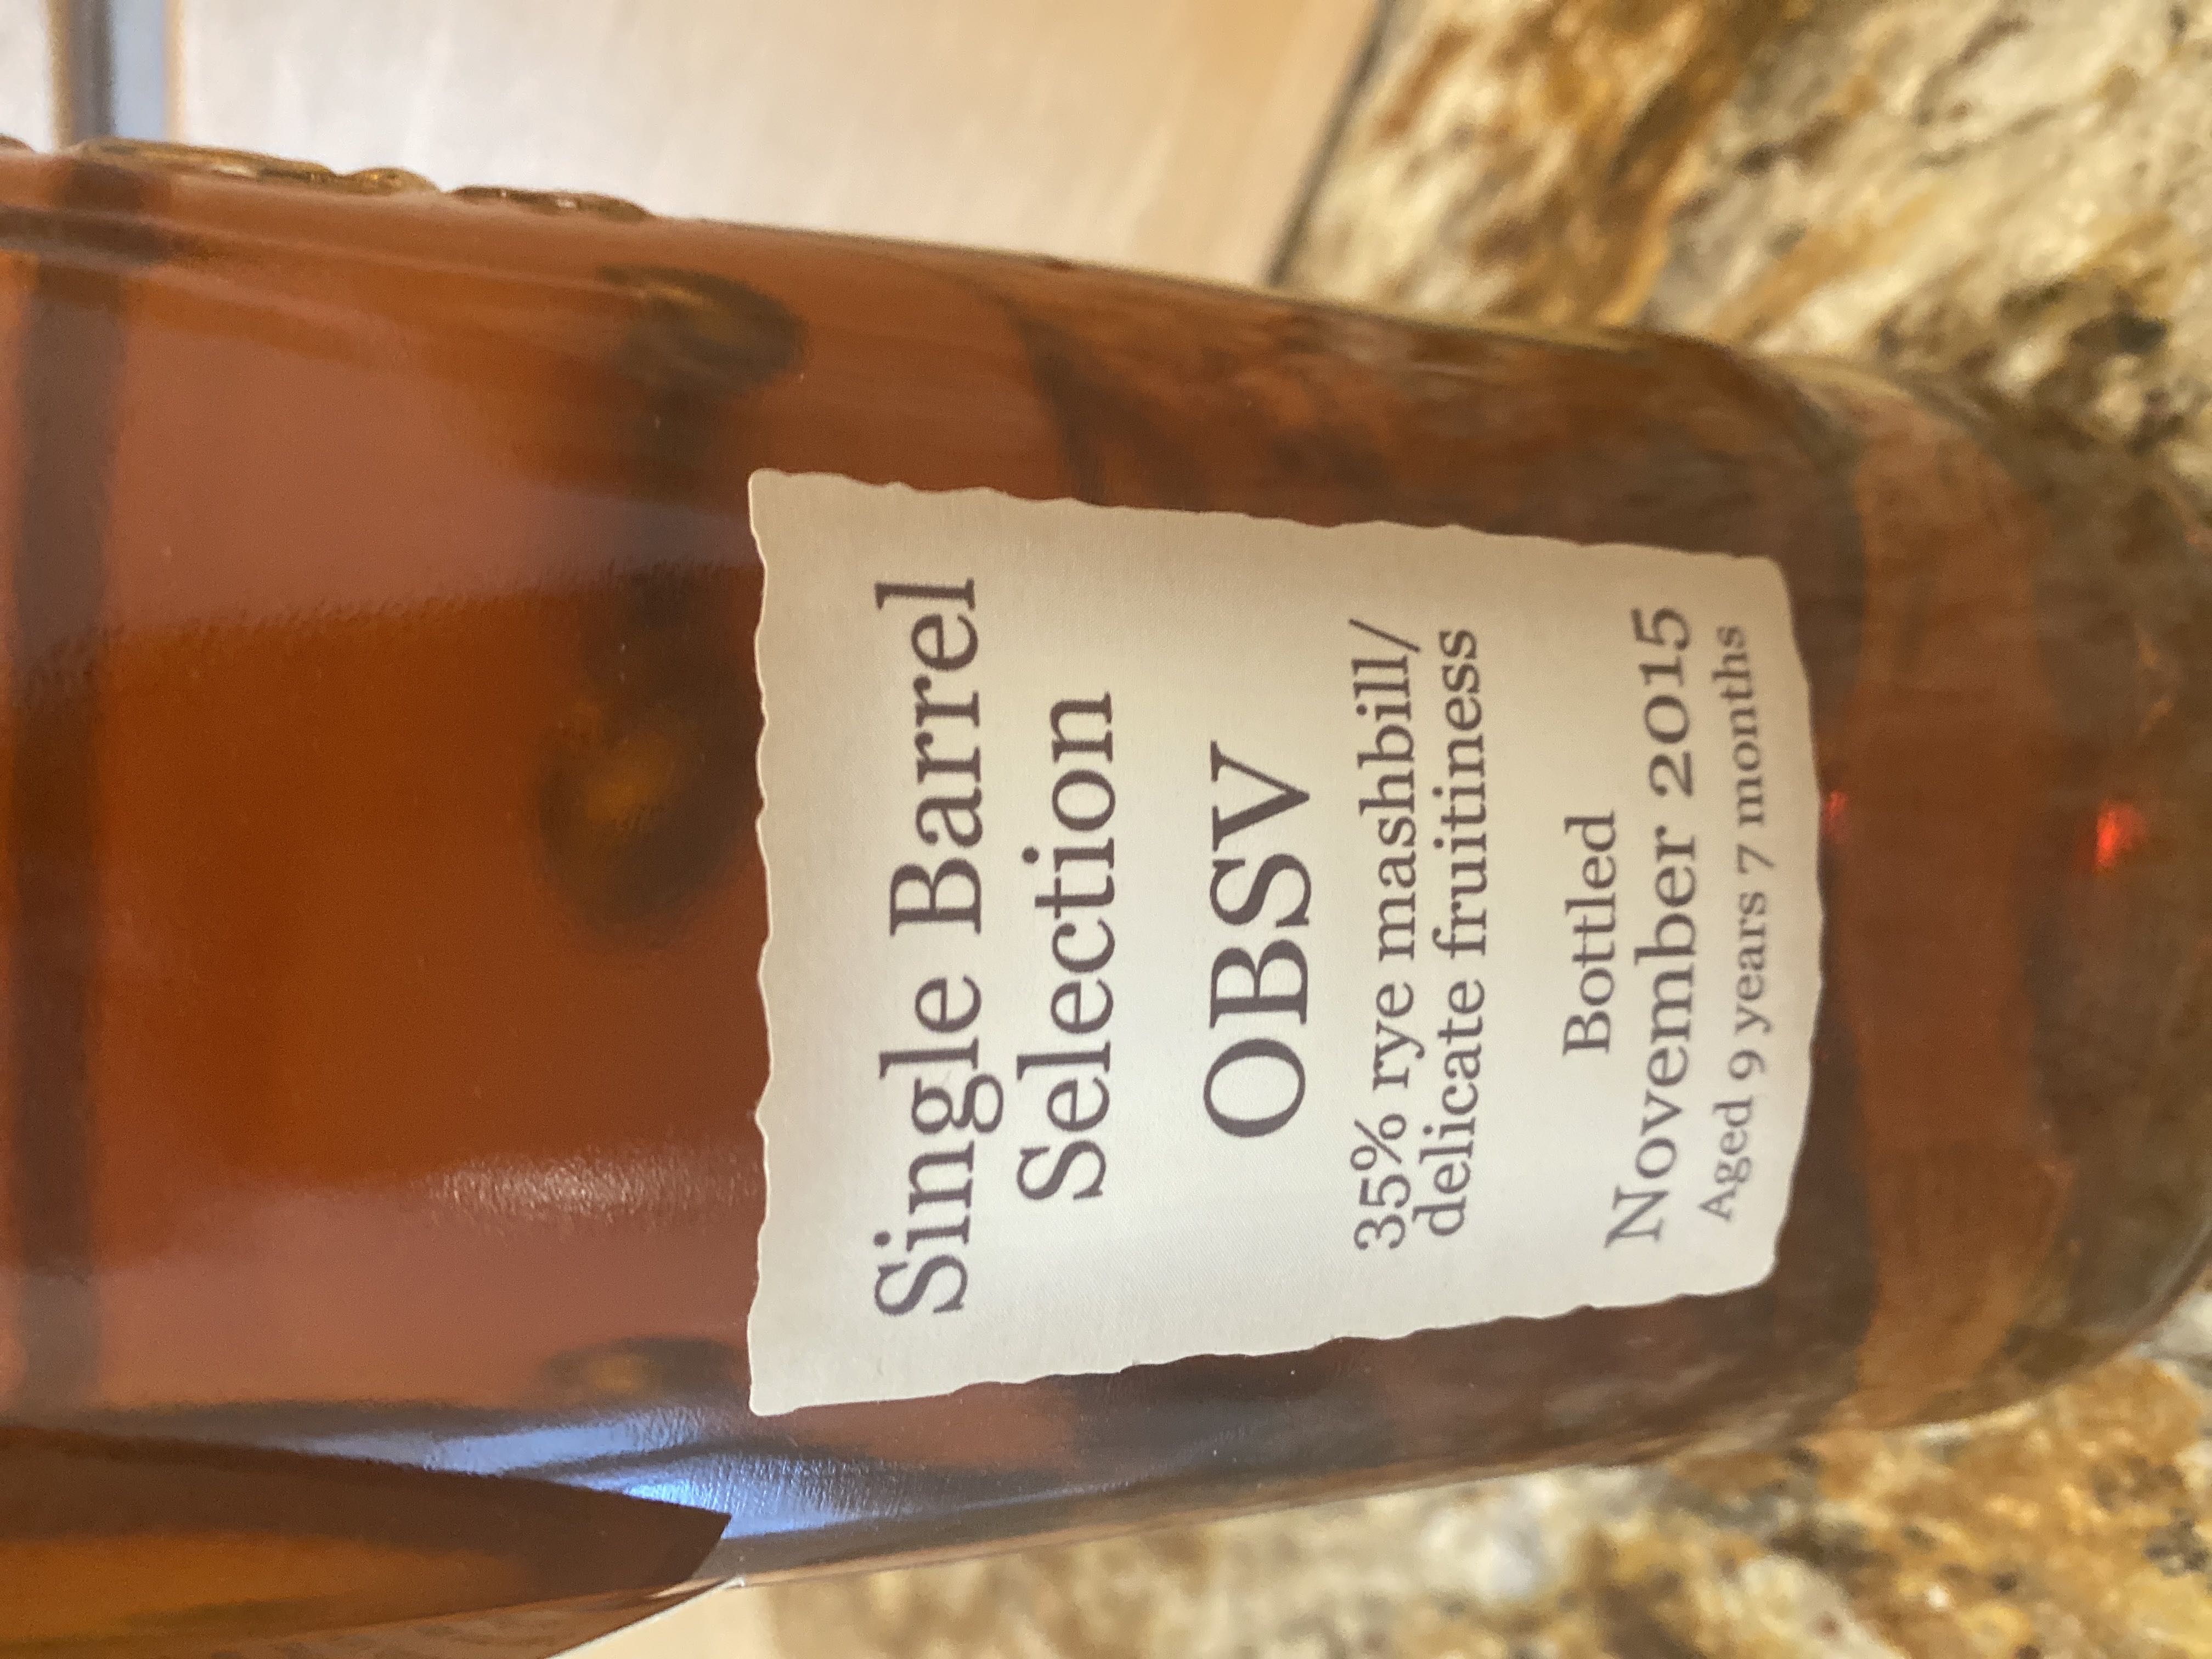 Single Barrel
Selection
OBSV
35% rye mashbill/
delicate fruitiness
Bottled
November 2015
Aged 9 years 7 months